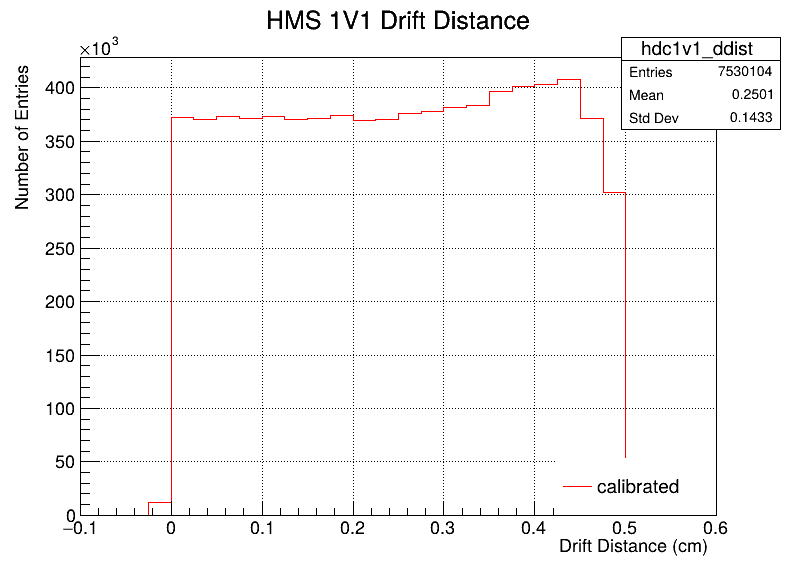 HMS 1V1 Drift Distance
×10³
hdc1v1_ddist
Entries 7530104
Mean 0.2501
Std Dev 0.1433
Number of Entries
400
350
300
250
200
150
100
50
0
calibrated
−0.1 0 0.1 0.2 0.3 0.4 0.5 0.6
Drift Distance (cm)